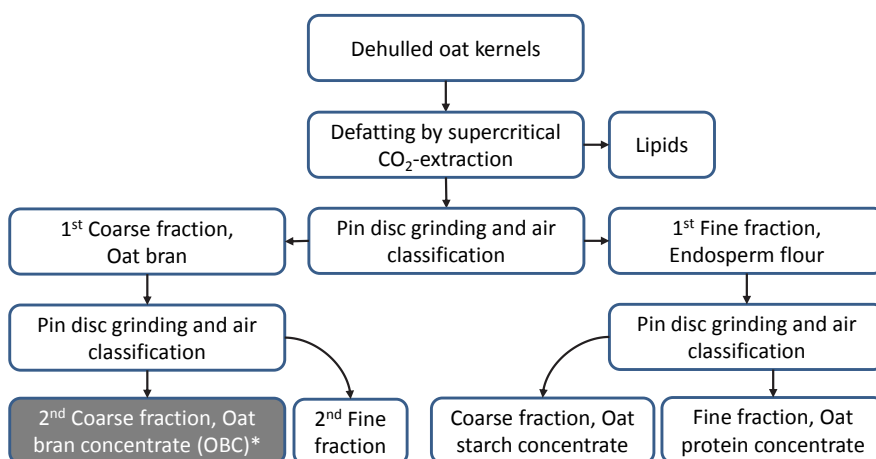 Dehulled oat kernels
Defatting by supercritical
CO₂-extraction
Lipids
1st Coarse fraction,
Oat bran
Pin disc grinding and air
classification
1st Fine fraction,
Endosperm flour
Pin disc grinding and air
classification
Pin disc grinding and air
classification
2nd Coarse fraction, Oat
bran concentrate (OBC)*
2nd Fine
fraction
Coarse fraction, Oat
starch concentrate
Fine fraction, Oat
protein concentrate